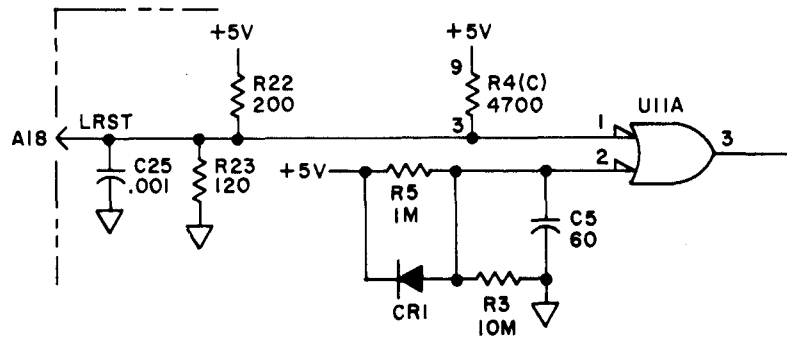 +5V
+5V
R22
200
9
R4(C)
4700
U11A
A18
LRST
3
1
C25
.001
R23
120
+5V
R5
1M
2
3
C5
60
CR1
R3
10M